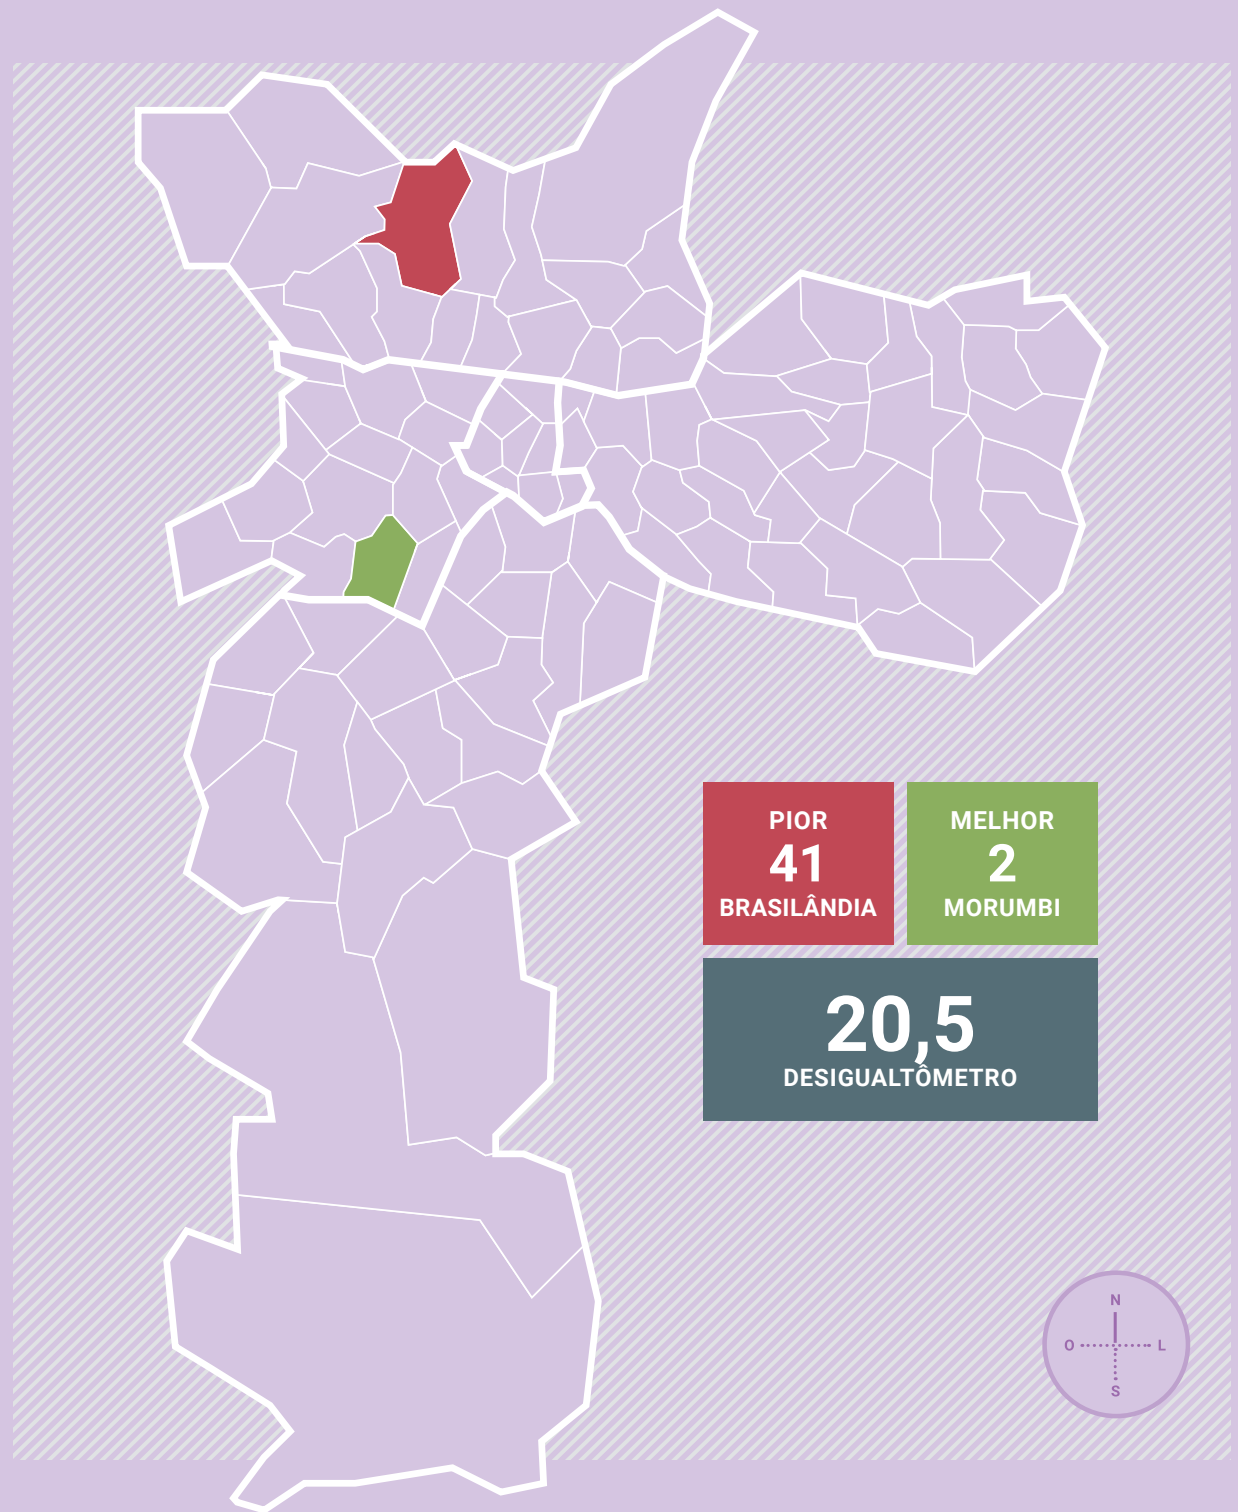 PIOR
41
BRASILÂNDIA
MELHOR
2
MORUMBI
20,5
DESIGUALTÔMETRO
N
O L
S